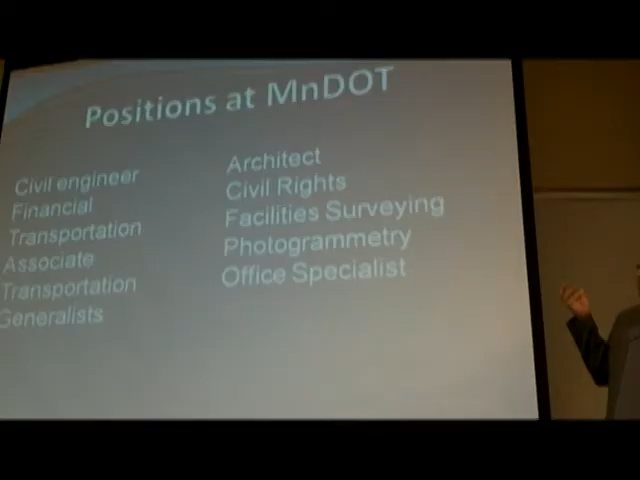 Positions at MnDOT
Civil engineer
Financial
Transportation
Associate
Transportation
Generalists
Architect
Civil Rights
Facilities Surveying
Photogrammetry
Office Specialist